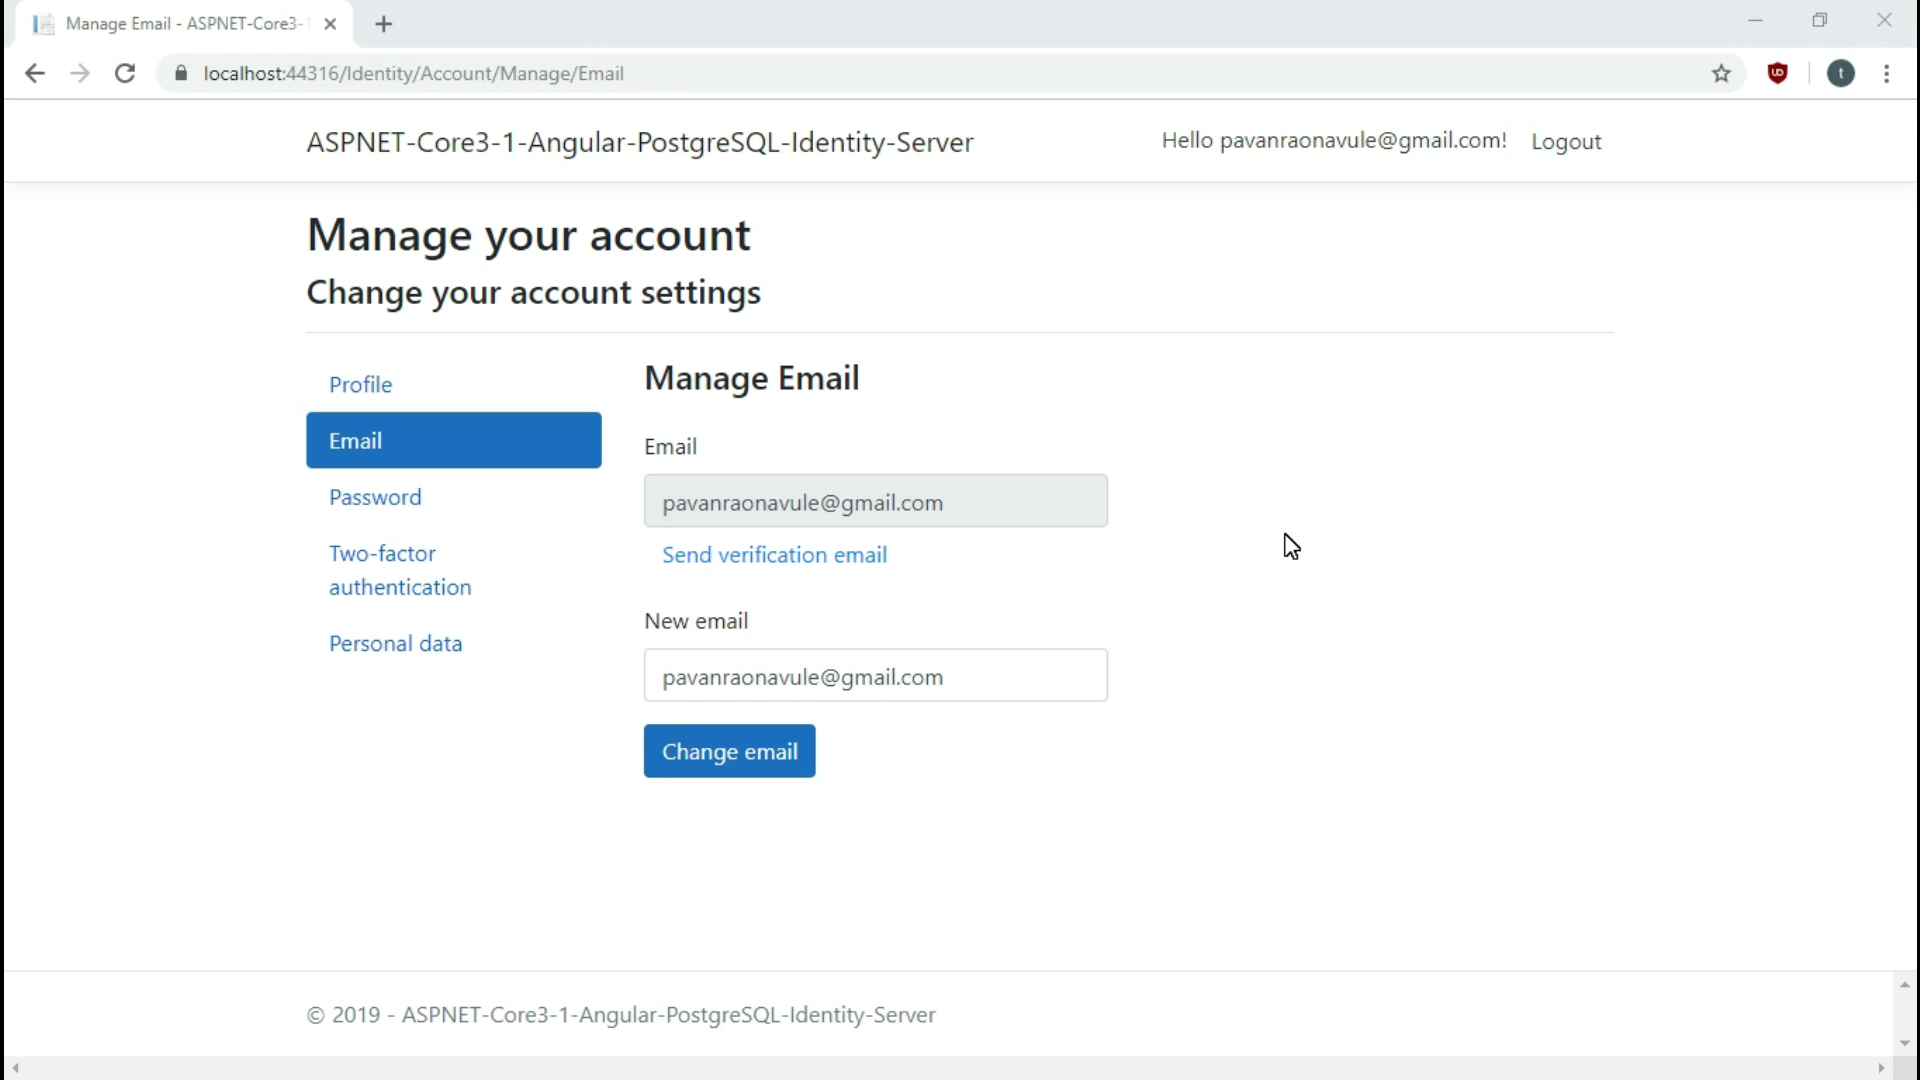 Manage Email - ASPNET-Core3-1
localhost:44316/Identity/Account/Manage/Email
t
ASPNET-Core3-1-Angular-PostgreSQL-Identity-Server
Hello pavanraonavule@gmail.com!
Logout
Manage your account
Change your account settings
Profile
Email
Password
Two-factor
authentication
Personal data
Manage Email
Email
pavanraonavule@gmail.com
Send verification email
New email
pavanraonavule@gmail.com
Change email
© 2019 - ASPNET-Core3-1-Angular-PostgreSQL-Identity-Server